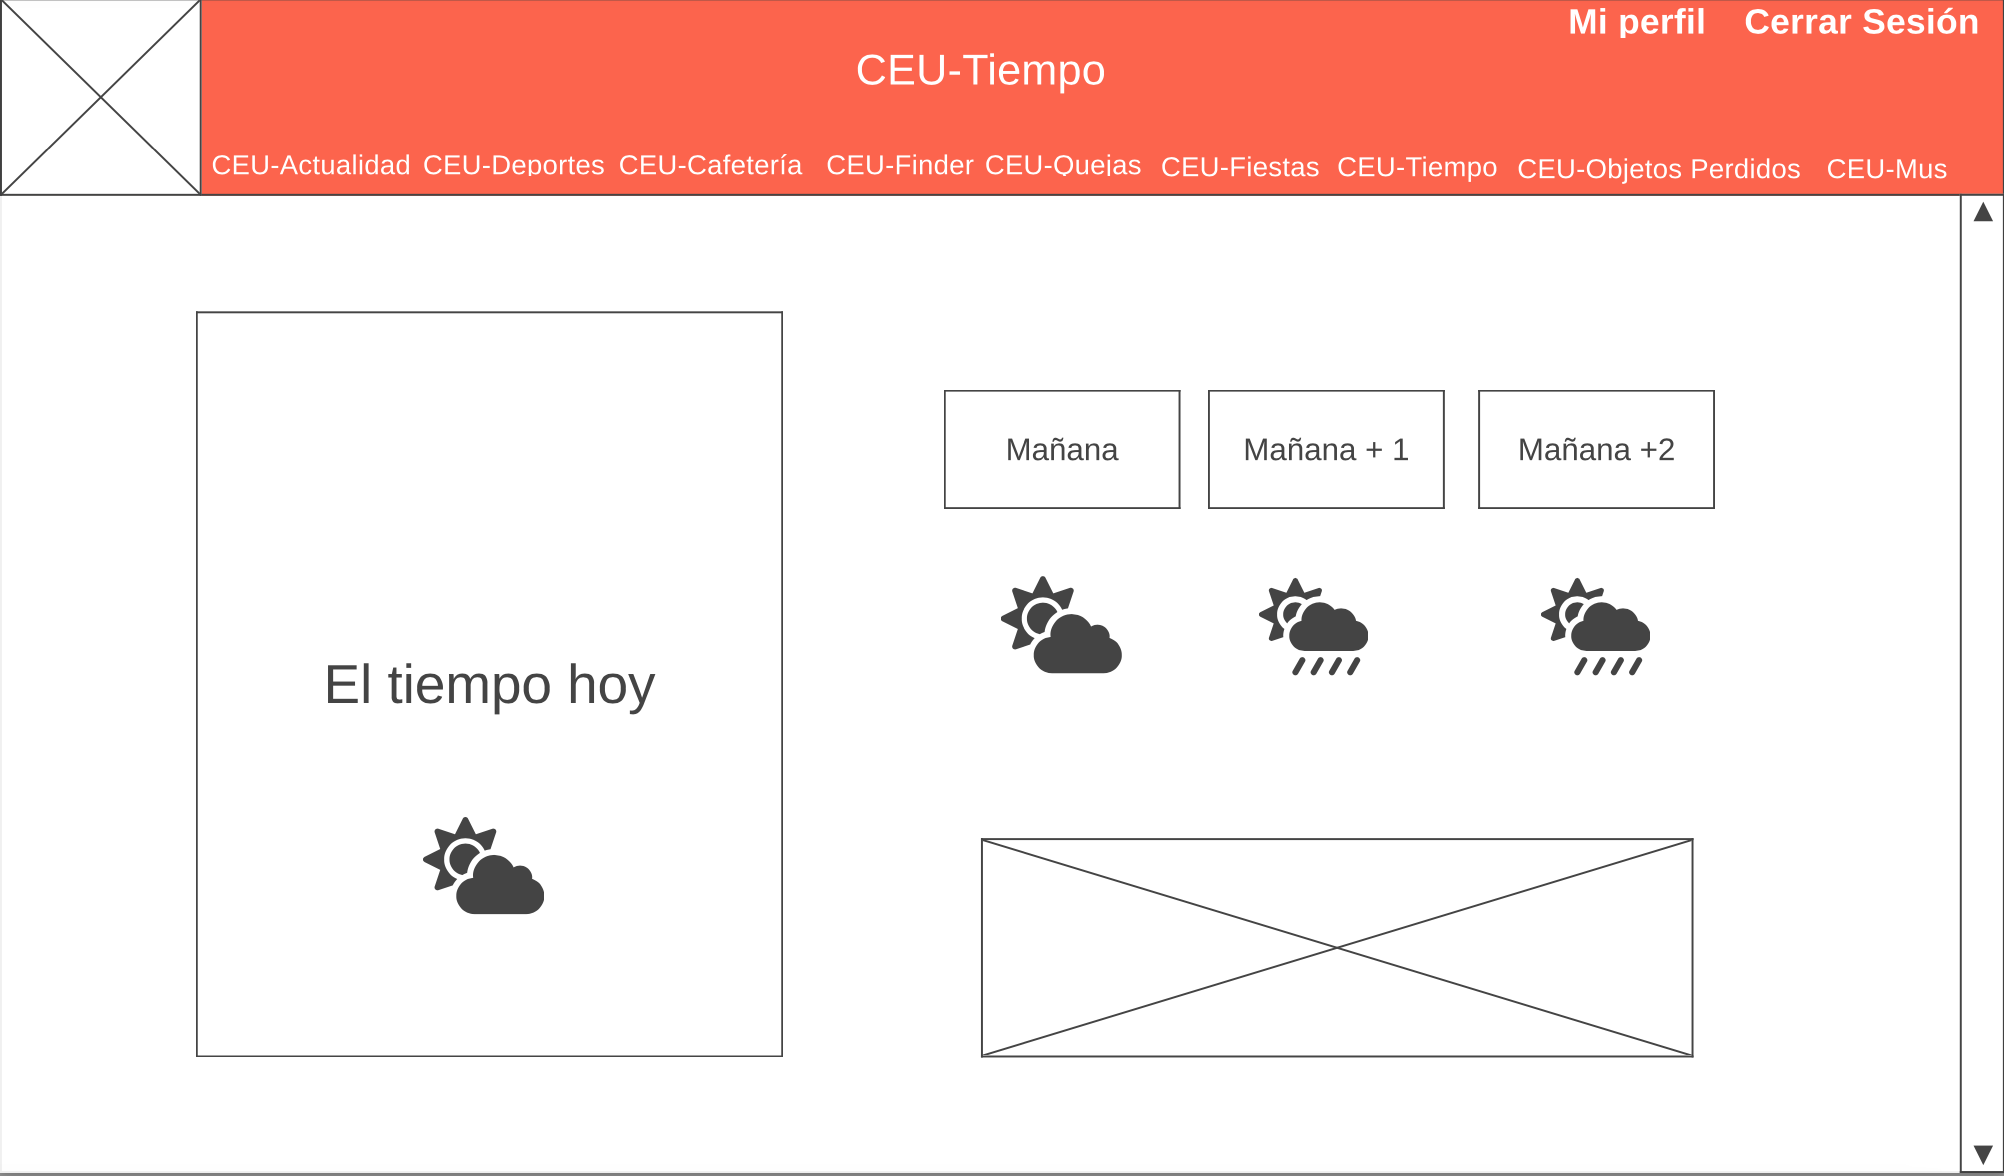 Mi perfil Cerrar Sesión
CEU-Tiempo
CEU-Actualidad CEU-Deportes CEU-Cafetería CEU-Finder CEU-Quejas CEU-Fiestas CEU-Tiempo CEU-Objetos Perdidos CEU-Mus
Mañana Mañana + 1 Mañana +2
El tiempo hoy